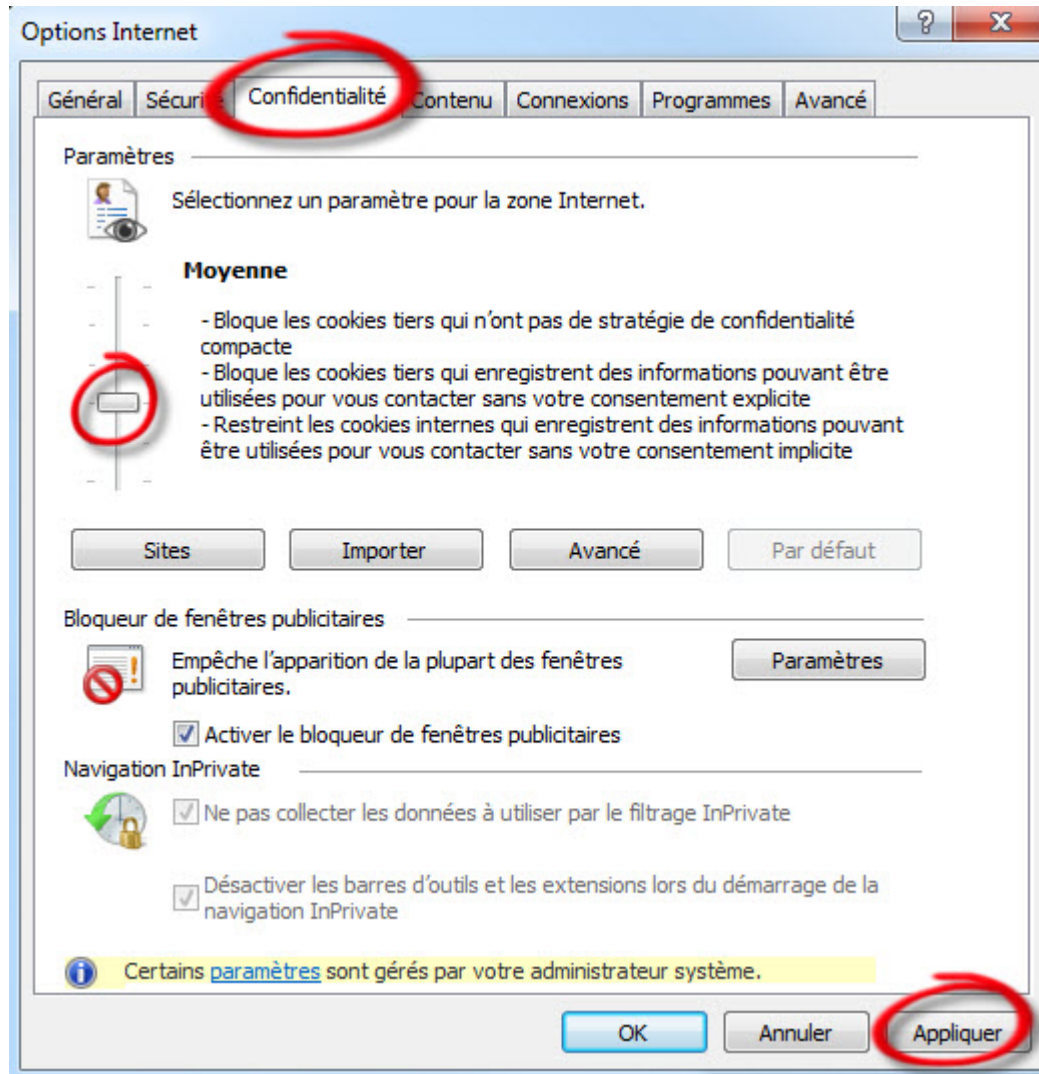 Options Internet
Général Sécurité Confidentialité Contenu Connexions Programmes Avancé
Paramètres
Sélectionnez un paramètre pour la zone Internet.
Moyenne
- Bloque les cookies tiers qui n'ont pas de stratégie de confidentialité
compacte
- Bloque les cookies tiers qui enregistrent des informations pouvant être
utilisées pour vous contacter sans votre consentement explicite
- Restreint les cookies internes qui enregistrent des informations pouvant
être utilisées pour vous contacter sans votre consentement implicite
Sites Importer Avancé Par défaut
Bloqueur de fenêtres publicitaires
Empêche l'apparition de la plupart des fenêtres
publicitaires.
Paramètres
Activer le bloqueur de fenêtres publicitaires
Navigation InPrivate
Ne pas collecter les données à utiliser par le filtrage InPrivate
Désactiver les barres d'outils et les extensions lors du démarrage de la
navigation InPrivate
Certains paramètres sont gérés par votre administrateur système.
OK Annuler Appliquer